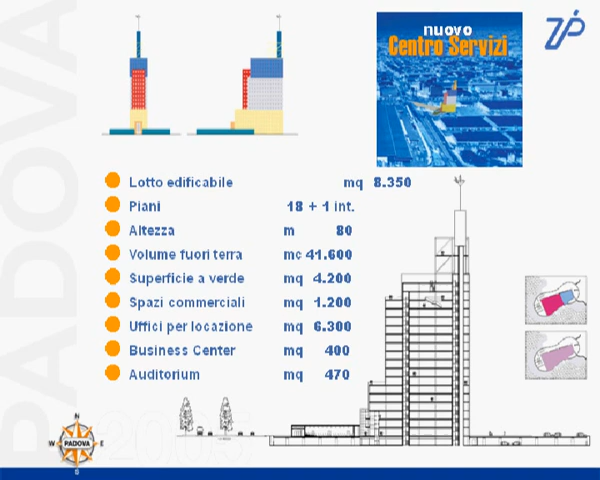 PADOVA
nuovo
Centro Servizi
ZIP
Lotto edificabile mq 8.350
Piani 18 + 1 int.
Altezza m 80
Volume fuori terra mc 41.600
Superficie a verde mq 4.200
Spazi commerciali mq 1.200
Uffici per locazione mq 6.300
Business Center mq 400
Auditorium mq 470
N
W PADOVA E
S